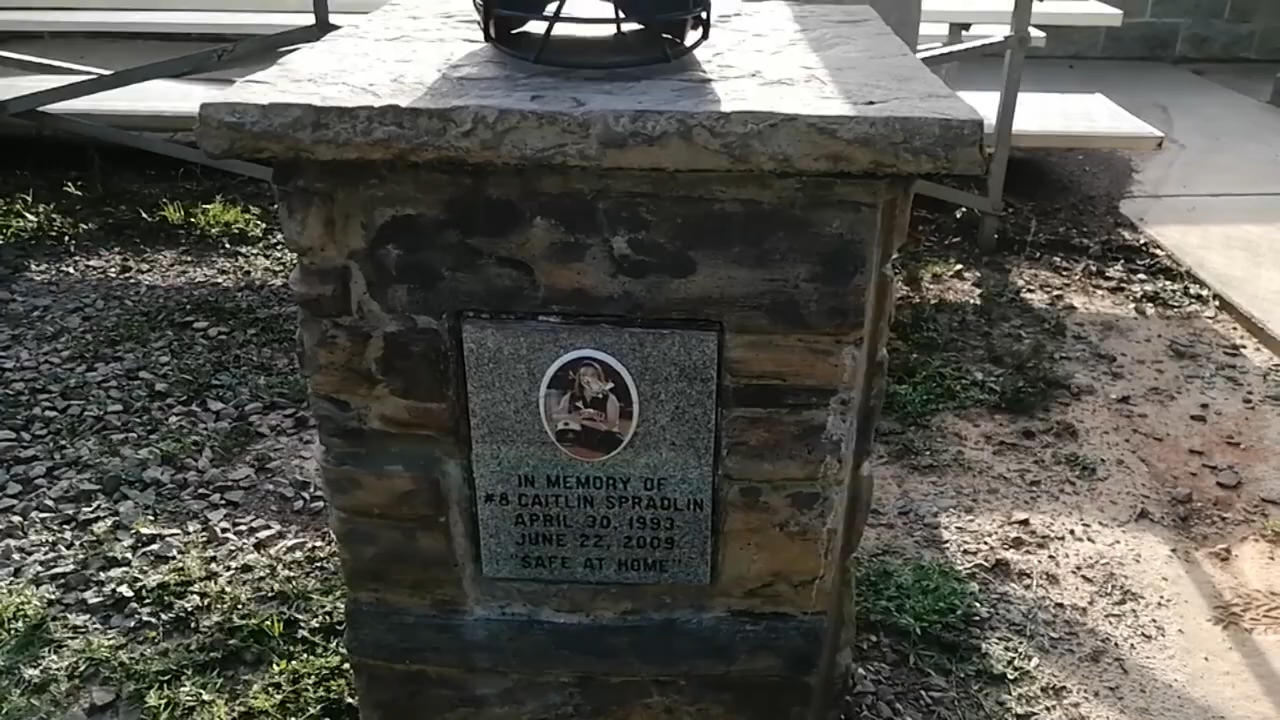 IN MEMORY OF
#8 CAITLIN SPRADLIN
APRIL 30, 1993
JUNE 22, 2009
"SAFE AT HOME"